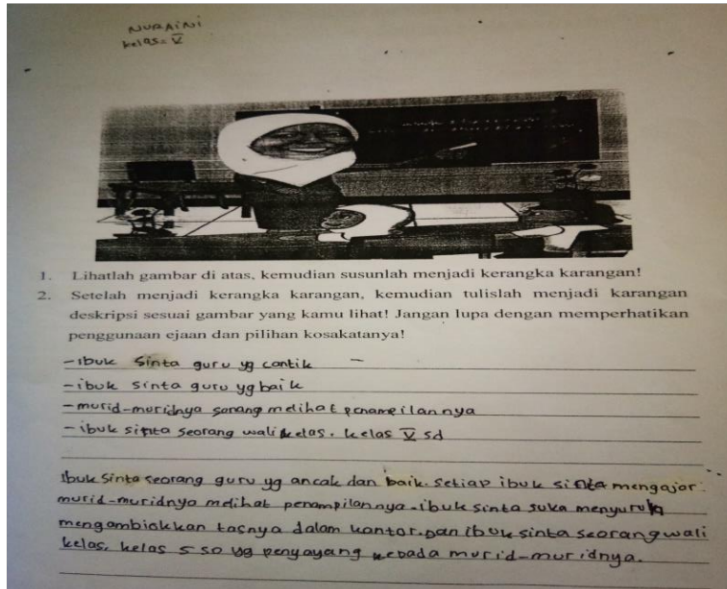 NURAINI
kelas = V
1. Lihatlah gambar di atas, kemudian susunlah menjadi kerangka karangan!
2. Setelah menjadi kerangka karangan, kemudian tulislah menjadi karangan
deskripsi sesuai gambar yang kamu lihat! Jangan lupa dengan memperhatikan
penggunaan ejaan dan pilihan kosakatanya!
-ibuk Sinta guru yg cantik
-ibuk sinta guru yg baik
-murid-muridnya sanang melihat penampilannya
-ibuk sinta seorang wali kelas. kelas V sd
ibuk Sinta seorang guru yg ancak dan baik. setiap ibuk sinta mengajar
murid-muridnya melihat penampilannya. ibuk sinta suka menyuruh
mengambiakkan tasnya dalam kantor. Dan ibuk sinta seorang wali
kelas, kelas 5 SD yg penyayang kepada murid-muridnya.